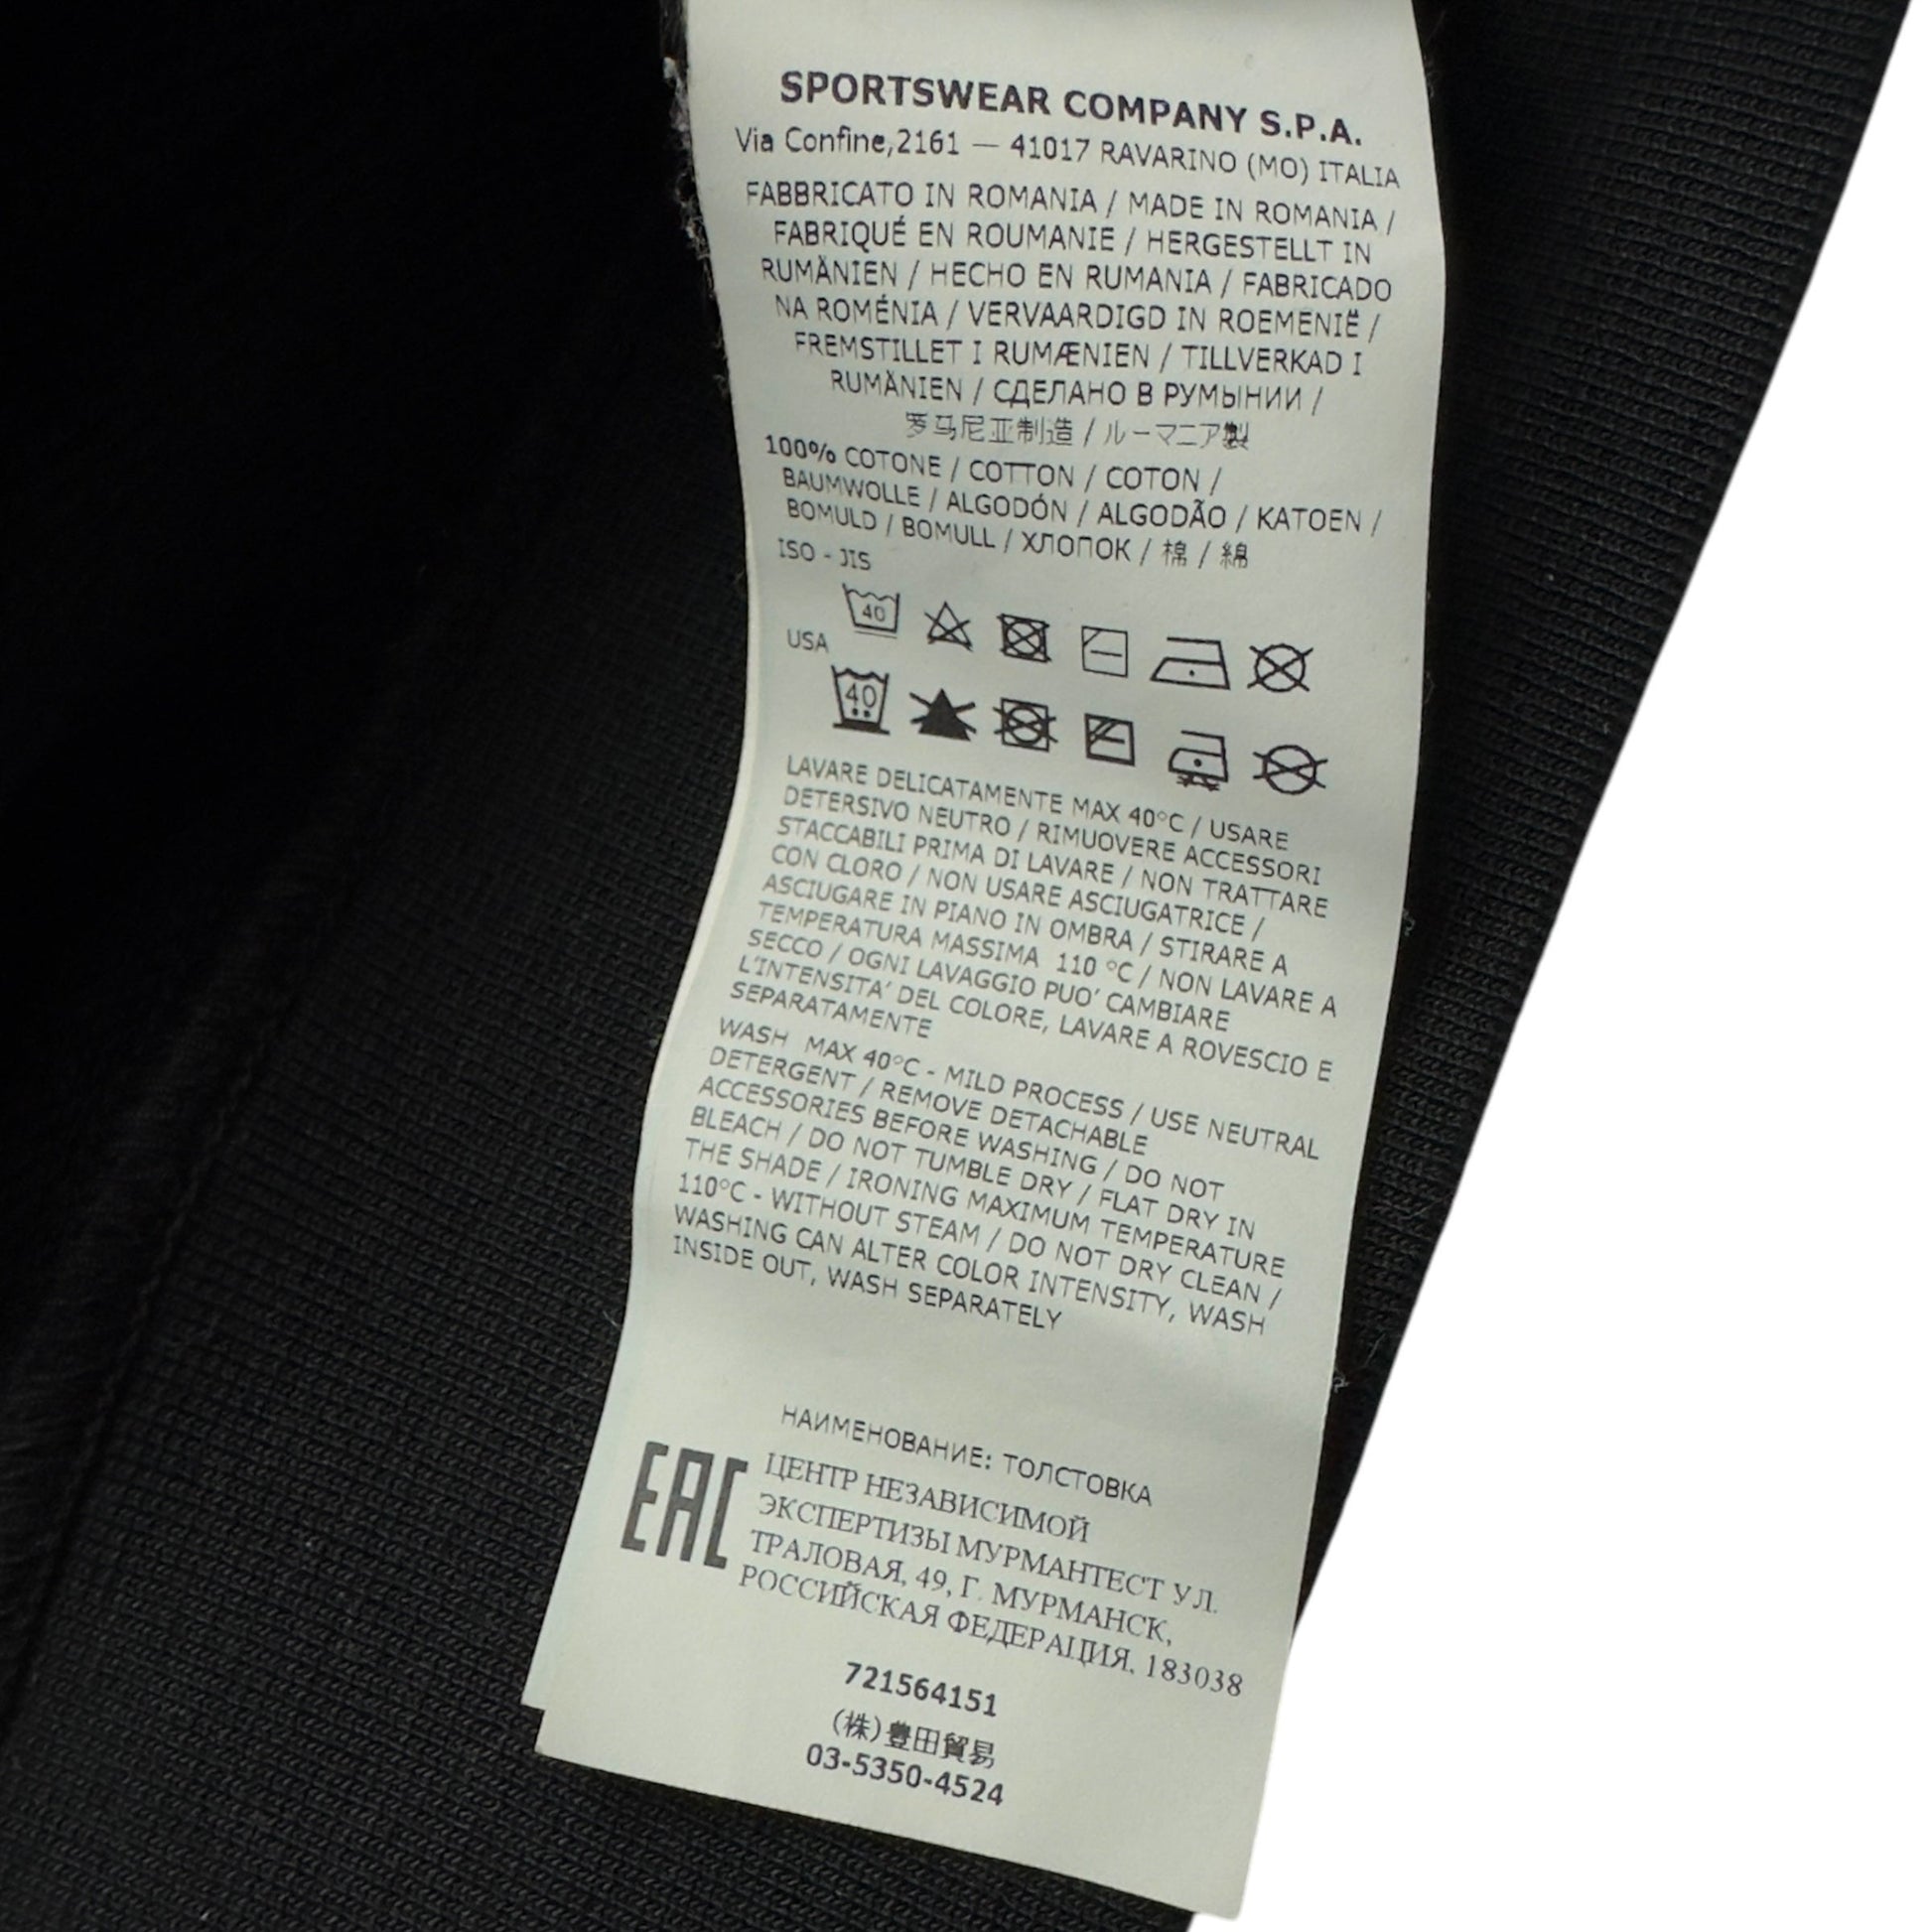 SPORTSWEAR COMPANY S.P.A.
Via Confine,2161 — 41017 RAVARINO (MO) ITALIA
FABBRICATO IN ROMANIA / MADE IN ROMANIA /
FABRIQUÉ EN ROUMANIE / HERGESTELLT IN
RUMÄNIEN / HECHO EN RUMANIA / FABRICADO
NA ROMÉNIA / VERVAARDIGD IN ROEMENIË /
FREMSTILLET I RUMÆNIEN / TILLVERKAD I
RUMÄNIEN / СДЕЛАНО В РУМЫНИИ /
罗马尼亚制造 / ルーマニア製
100% COTONE / COTTON / COTON /
BAUMWOLLE / ALGODÓN / ALGODÃO / KATOEN /
BOMULD / BOMULL / ХЛОПОК / 棉 / 綿
ISO - JIS
40
USA
40
LAVARE DELICATAMENTE MAX 40°C / USARE
DETERSIVO NEUTRO / RIMUOVERE ACCESSORI
STACCABILI PRIMA DI LAVARE / NON TRATTARE
CON CLORO / NON USARE ASCIUGATRICE /
ASCIUGARE IN PIANO IN OMBRA / STIRARE A
TEMPERATURA MASSIMA 110 °C / NON LAVARE A
SECCO / OGNI LAVAGGIO PUO' CAMBIARE
L'INTENSITA' DEL COLORE, LAVARE A ROVESCIO E
SEPARATAMENTE
WASH MAX 40°C - MILD PROCESS / USE NEUTRAL
DETERGENT / REMOVE DETACHABLE
ACCESSORIES BEFORE WASHING / DO NOT
BLEACH / DO NOT TUMBLE DRY / FLAT DRY IN
THE SHADE / IRONING MAXIMUM TEMPERATURE
110°C - WITHOUT STEAM / DO NOT DRY CLEAN /
WASHING CAN ALTER COLOR INTENSITY, WASH
INSIDE OUT, WASH SEPARATELY
НАИМЕНОВАНИЕ: ТОЛСТОВКА
EAC
ЦЕНТР НЕЗАВИСИМОЙ
ЭКСПЕРТИЗЫ МУРМАНТЕСТ УЛ.
ТРАЛОВАЯ, 49, Г. МУРМАНСК,
РОССИЙСКАЯ ФЕДЕРАЦИЯ, 183038
721564151
(株)豊田貿易
03-5350-4524